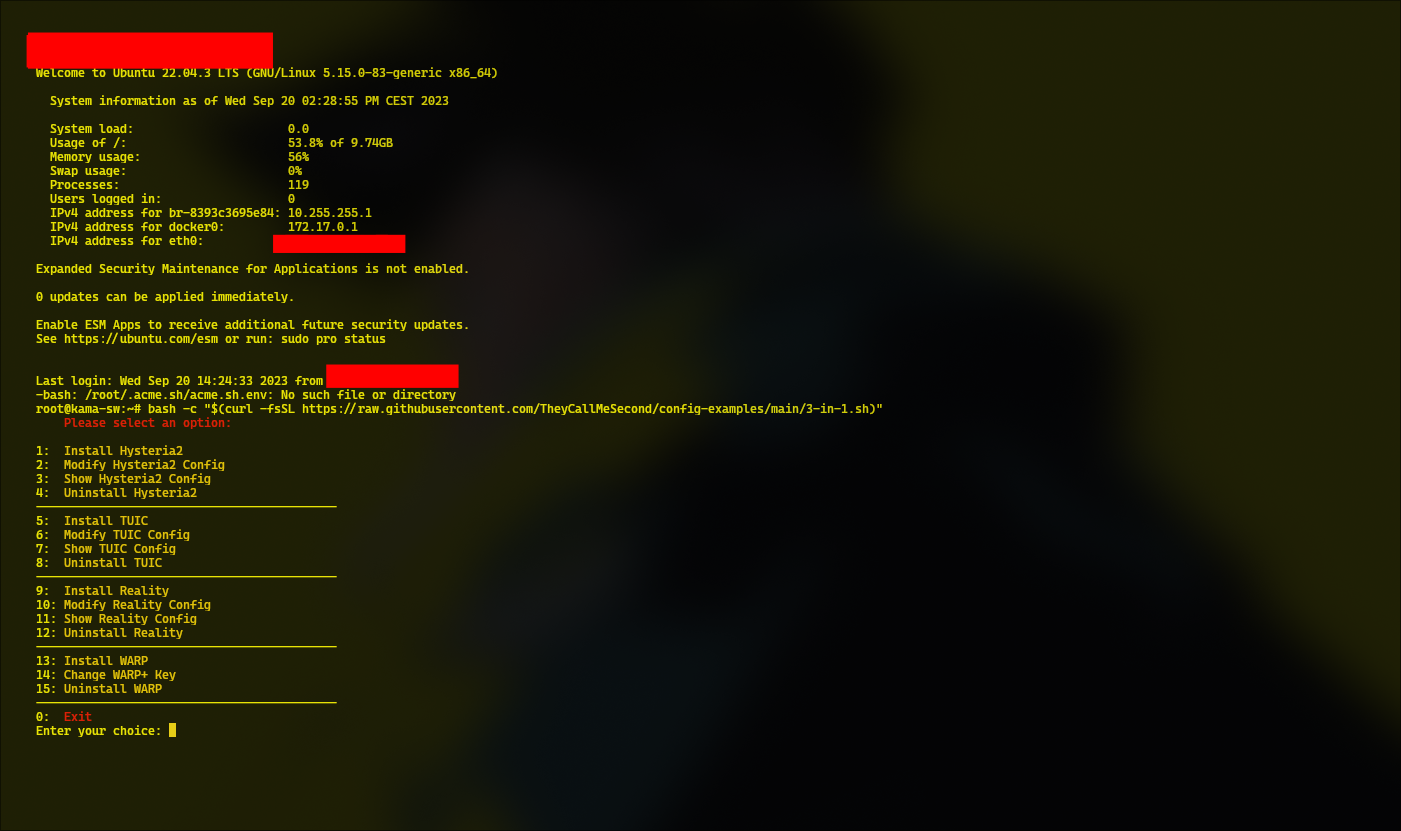 Welcome to Ubuntu 22.04.3 LTS (GNU/Linux 5.15.0-83-generic x86_64)
System information as of Wed Sep 20 02:28:55 PM CEST 2023
System load: 0.0
Usage of /: 53.8% of 9.74GB
Memory usage: 56%
Swap usage: 0%
Processes: 119
Users logged in: 0
IPv4 address for br-8393c3695e84: 10.255.255.1
IPv4 address for docker0: 172.17.0.1
IPv4 address for eth0:
Expanded Security Maintenance for Applications is not enabled.
0 updates can be applied immediately.
Enable ESM Apps to receive additional future security updates.
See https://ubuntu.com/esm or run: sudo pro status
Last login: Wed Sep 20 14:24:33 2023 from
-bash: /root/.acme.sh/acme.sh.env: No such file or directory
root@kama-sw:~# bash -c "$(curl -fsSL https://raw.githubusercontent.com/TheyCallMeSecond/config-examples/main/3-in-1.sh)"
Please select an option:
1: Install Hysteria2
2: Modify Hysteria2 Config
3: Show Hysteria2 Config
4: Uninstall Hysteria2
5: Install TUIC
6: Modify TUIC Config
7: Show TUIC Config
8: Uninstall TUIC
9: Install Reality
10: Modify Reality Config
11: Show Reality Config
12: Uninstall Reality
13: Install WARP
14: Change WARP+ Key
15: Uninstall WARP
0: Exit
Enter your choice: